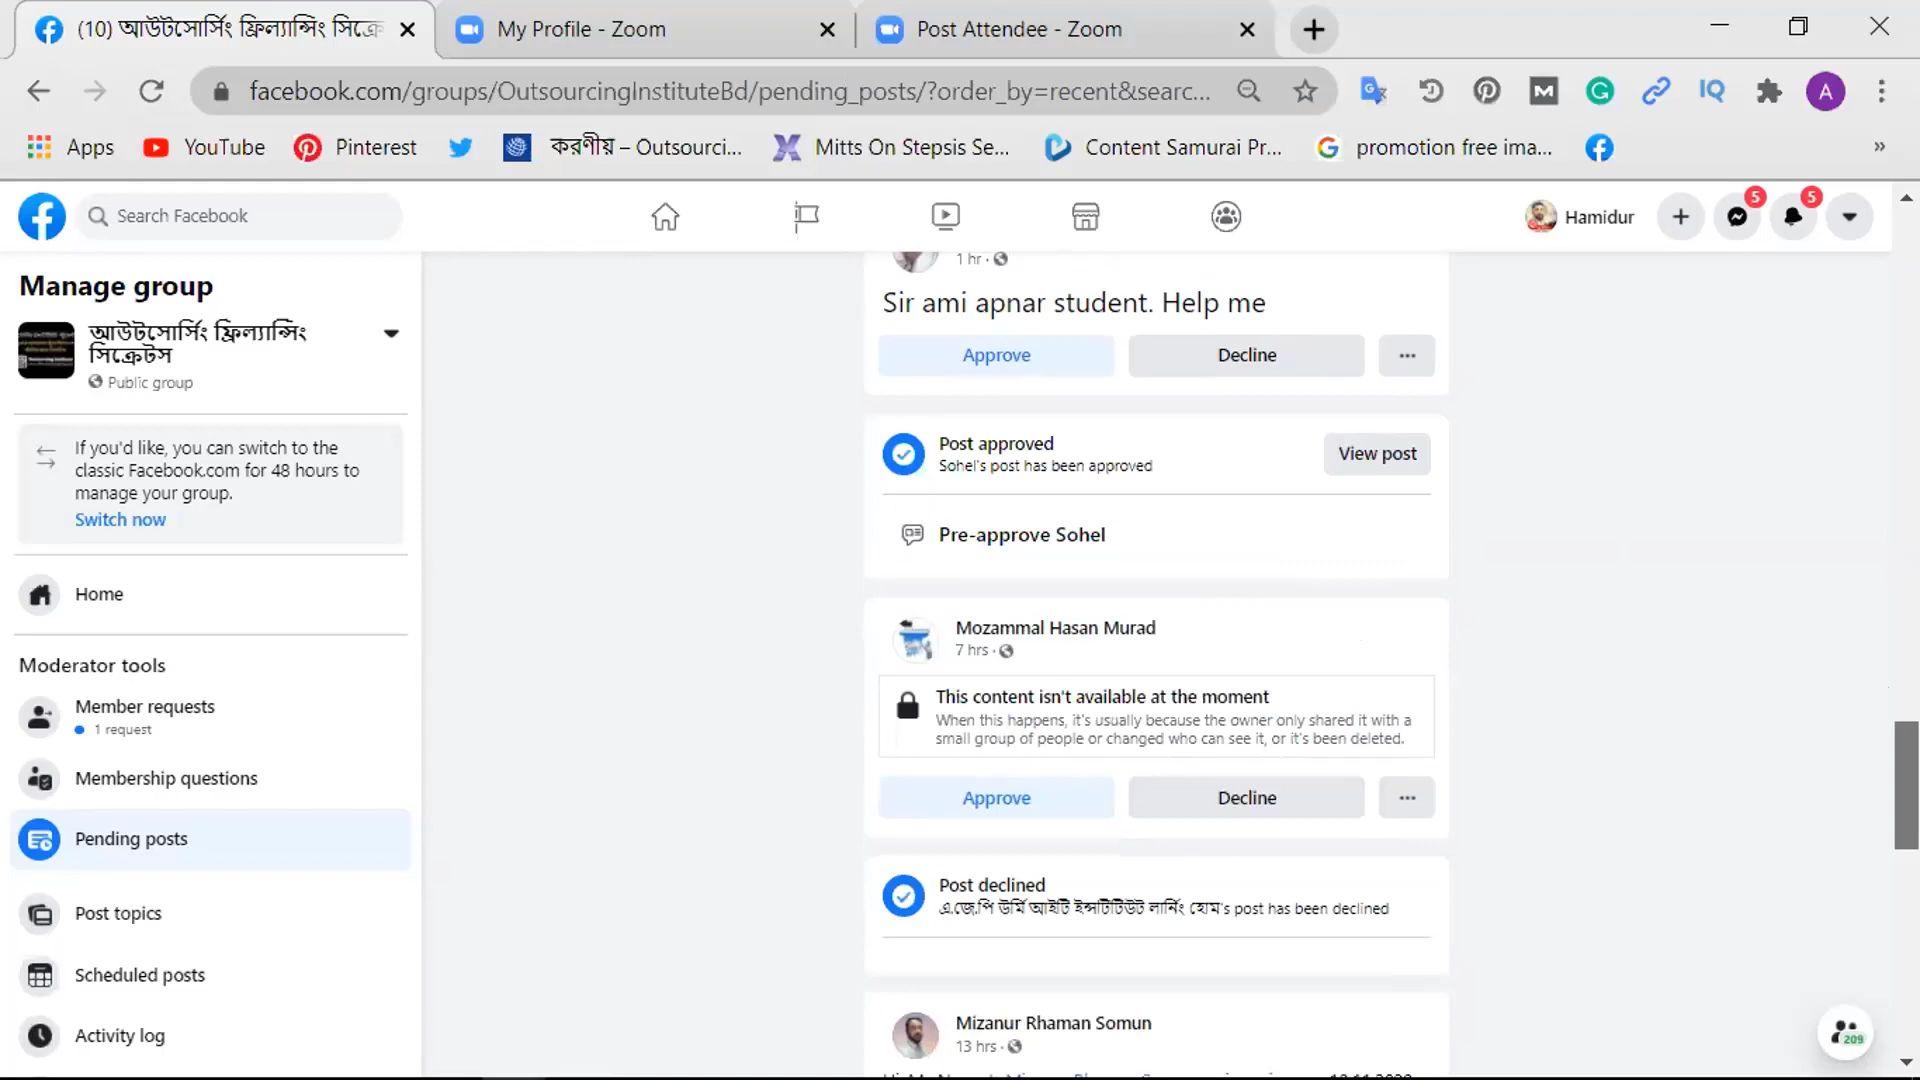 (10) আউটসোর্সিং ফ্রিল্যান্সিং সিক্রে
My Profile - Zoom
Post Attendee - Zoom
facebook.com/groups/OutsourcingInstituteBd/pending_posts/?order_by=recent&searc...
Apps
YouTube
Pinterest
করণীয় – Outsourci...
Mitts On Stepsis Se...
Content Samurai Pr...
promotion free ima...
Search Facebook
Hamidur
5
5
Manage group
আউটসোর্সিং ফ্রিল্যান্সিং
সিক্রেটস
Public group
If you'd like, you can switch to the
classic Facebook.com for 48 hours to
manage your group.
Switch now
Home
Moderator tools
Member requests
1 request
Membership questions
Pending posts
Post topics
Scheduled posts
Activity log
1 hr ·
Sir ami apnar student. Help me
Approve
Decline
Post approved
Sohel's post has been approved
View post
Pre-approve Sohel
Mozammal Hasan Murad
7 hrs ·
This content isn't available at the moment
When this happens, it's usually because the owner only shared it with a
small group of people or changed who can see it, or it's been deleted.
Approve
Decline
Post declined
এ.জে.পি উর্মি আইটি ইন্সটিটিউট লার্নিং হোম's post has been declined
Mizanur Rhaman Somun
13 hrs ·
209